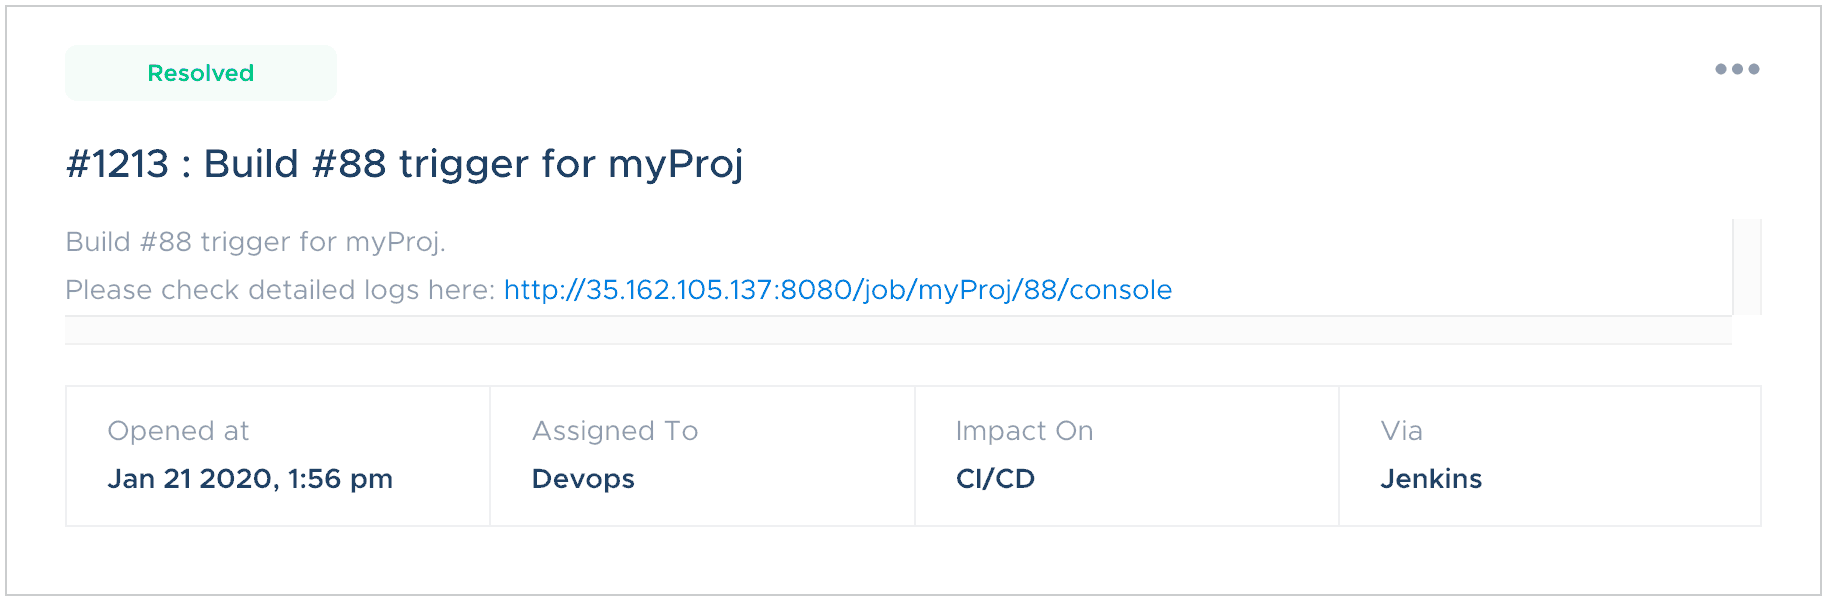 Resolved
#1213 : Build #88 trigger for myProj
Build #88 trigger for myProj.
Please check detailed logs here: http://35.162.105.137:8080/job/myProj/88/console
Opened at
Jan 21 2020, 1:56 pm
Assigned To
Devops
Impact On
CI/CD
Via
Jenkins